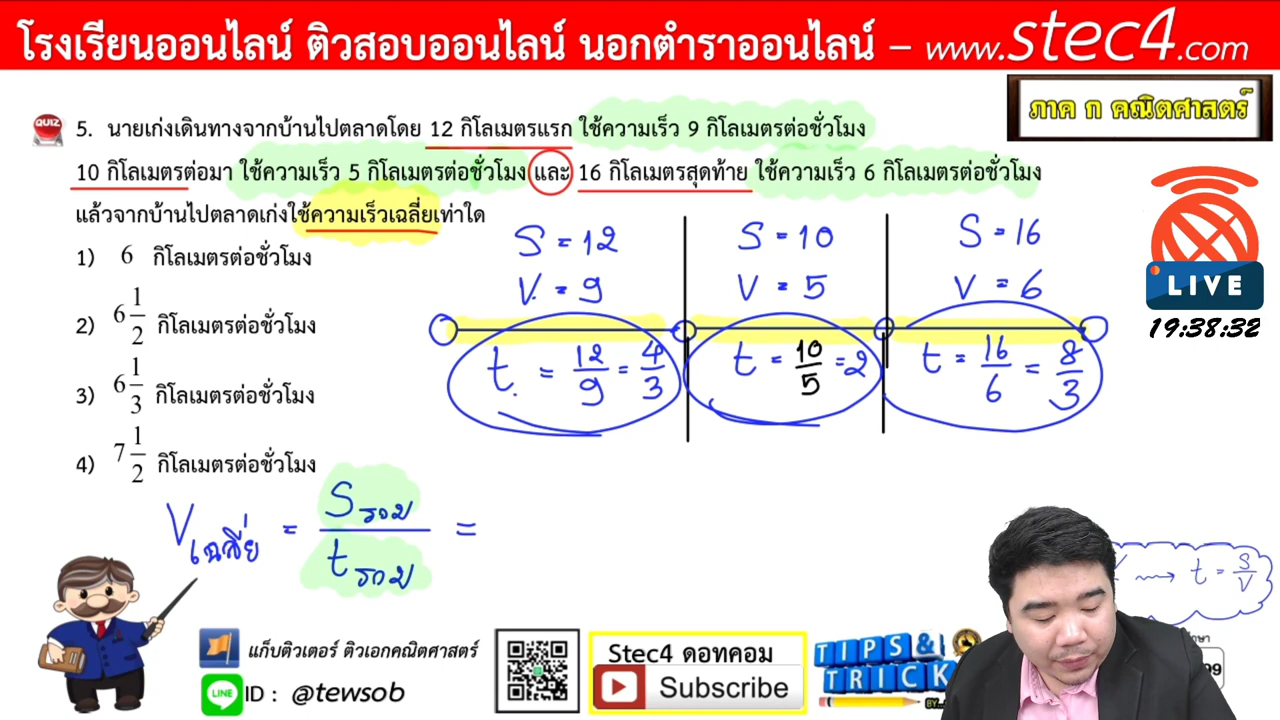 โรงเรียนออนไลน์ ติวสอบออนไลน์ นอกตำราออนไลน์ – www.stec4.com
ภาค ก คณิตศาสตร์
QUIZ
5. นายเก่งเดินทางจากบ้านไปตลาดโดย 12 กิโลเมตรแรก ใช้ความเร็ว 9 กิโลเมตรต่อชั่วโมง
10 กิโลเมตรต่อมา ใช้ความเร็ว 5 กิโลเมตรต่อชั่วโมง และ 16 กิโลเมตรสุดท้าย ใช้ความเร็ว 6 กิโลเมตรต่อชั่วโมง
แล้วจากบ้านไปตลาดเก่งใช้ความเร็วเฉลี่ยเท่าใด
1) 6 กิโลเมตรต่อชั่วโมง
2) 6 1/2 กิโลเมตรต่อชั่วโมง
3) 6 1/3 กิโลเมตรต่อชั่วโมง
4) 7 1/2 กิโลเมตรต่อชั่วโมง
S = 12
V = 9
t = 12/9 = 4/3
S = 10
V = 5
t = 10/5 = 2
S = 16
V = 6
t = 16/6 = 8/3
LIVE
19:38:32
Vเฉลี่ย = Sรวม/tรวม =
t = S/V
แก็บติวเตอร์ ติวเอกคณิตศาสตร์
LINE ID : @tewsob
Stec4 ดอทคอม
Subscribe
TIPS &
TRICK
BY..